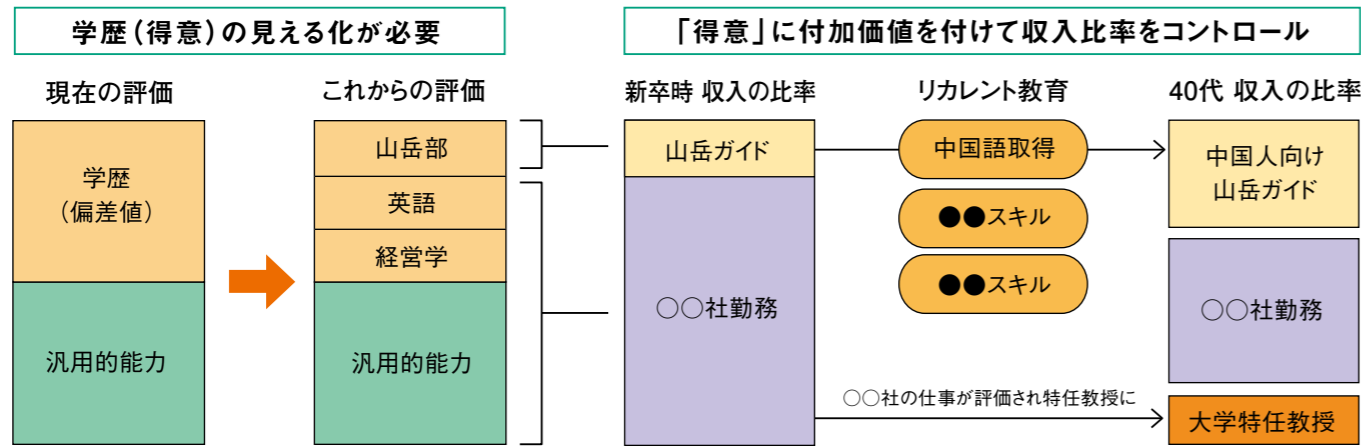 学歴（得意）の見える化が必要
「得意」に付加価値を付けて収入比率をコントロール
現在の評価
これからの評価
新卒時 収入の比率
リカレント教育
40代 収入の比率
学歴
（偏差値）
汎用的能力
山岳部
英語
経営学
汎用的能力
山岳ガイド
〇〇社勤務
中国語取得
●●スキル
●●スキル
〇〇社の仕事が評価され特任教授に
中国人向け
山岳ガイド
〇〇社勤務
大学特任教授